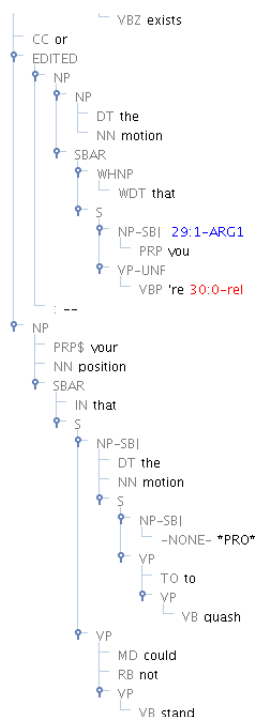 VBZ exists
CC or
EDITED
NP
NP
DT the
NN motion
SBAR
WHNP
WDT that
S
NP-SBJ 29:1-ARG1
PRP you
VP-UNF
VBP 're 30:0-rel
: --
NP
PRP$ your
NN position
SBAR
IN that
S
NP-SBJ
DT the
NN motion
S
NP-SBJ
-NONE- *PRO*
VP
TO to
VP
VB quash
VP
MD could
RB not
VP
VB stand